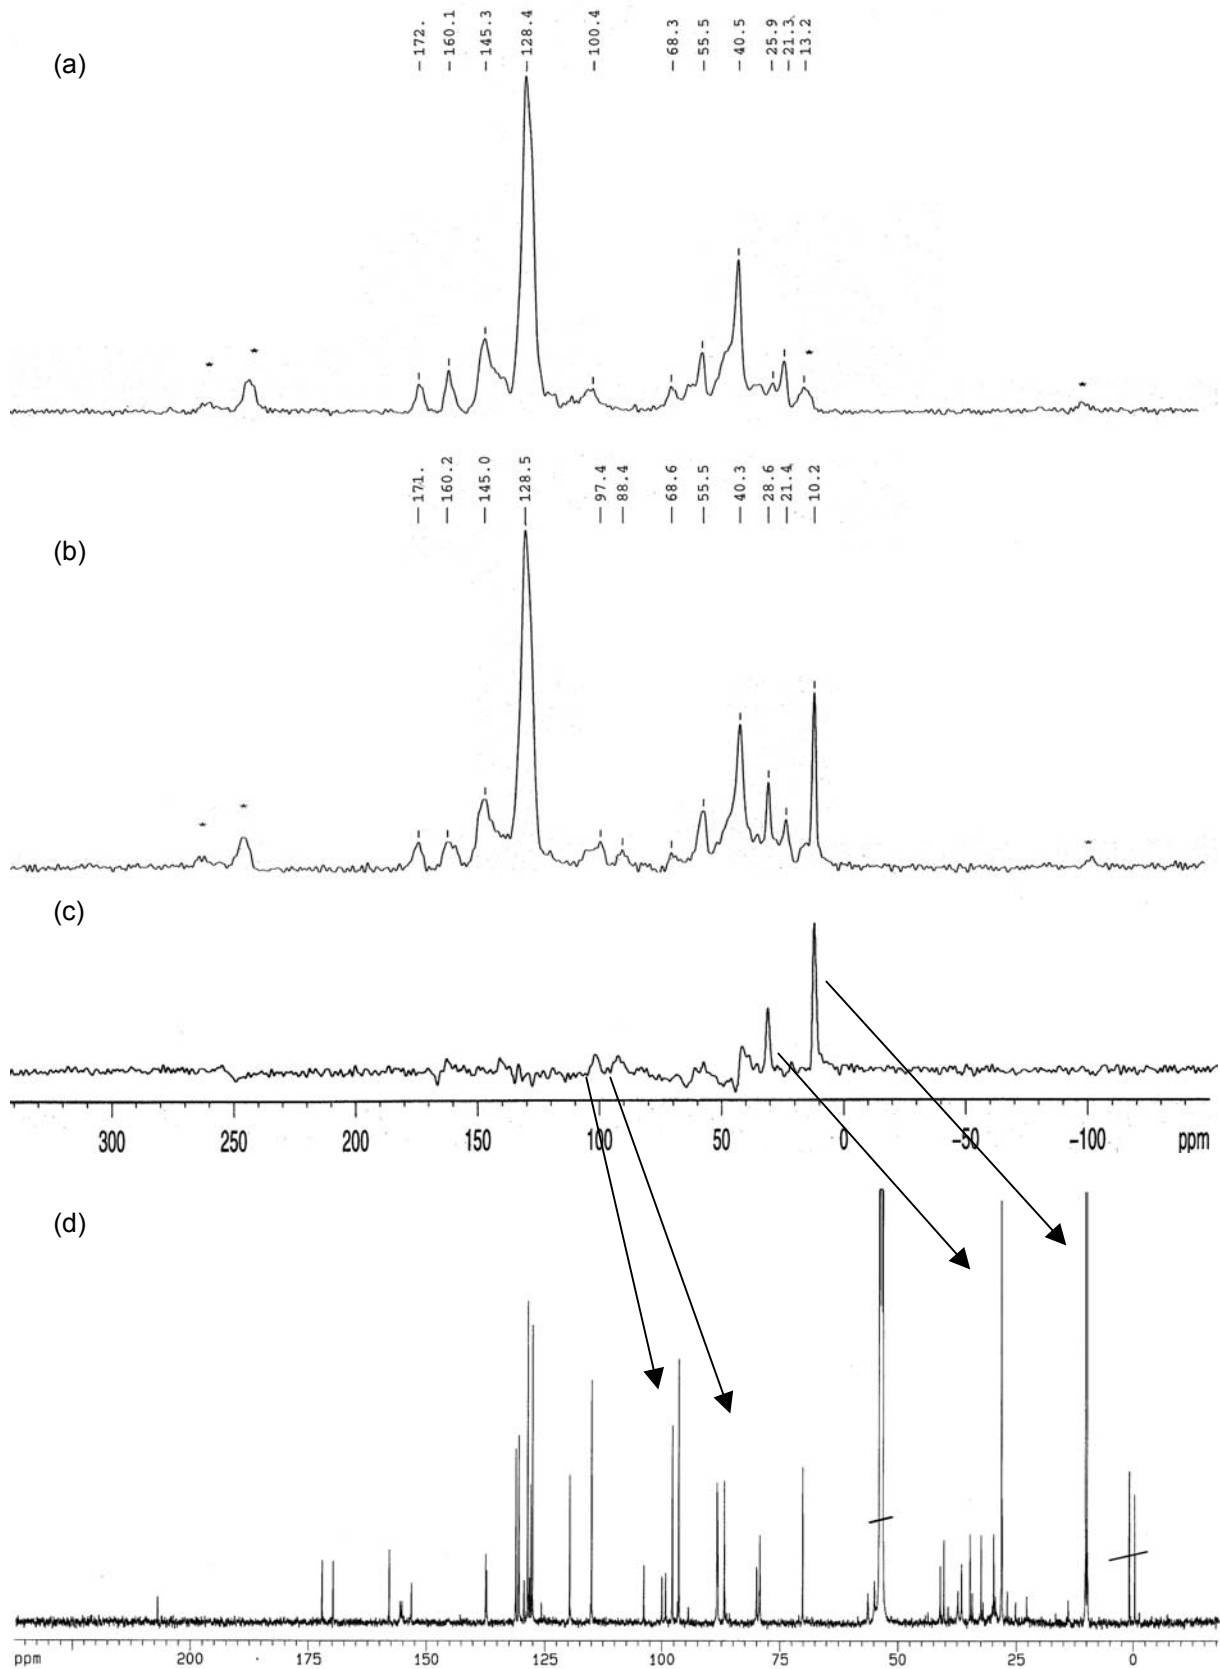 −172. −160.1 −145.3 −128.4 −100.4 −68.3 −55.5 −40.5 −25.9 −21.3 −13.2
(a)
* * * *
−171. −160.2 −145.0 −128.5 −97.4 −88.4 −68.6 −55.5 −40.3 −28.6 −21.4 −10.2
(b)
* * *
(c)
300 250 200 150 100 50 0 −50 −100 ppm
(d)
ppm 200 175 150 125 100 75 50 25 0